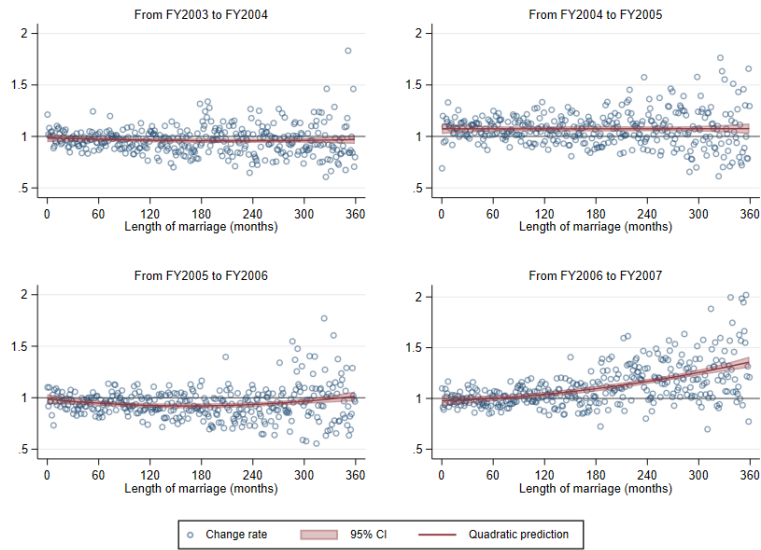 From FY2003 to FY2004
2
1.5
1
.5
0 60 120 180 240 300 360
Length of marriage (months)
From FY2004 to FY2005
2
1.5
1
.5
0 60 120 180 240 300 360
Length of marriage (months)
From FY2005 to FY2006
2
1.5
1
.5
0 60 120 180 240 300 360
Length of marriage (months)
From FY2006 to FY2007
2
1.5
1
.5
0 60 120 180 240 300 360
Length of marriage (months)
Change rate 95% CI Quadratic prediction